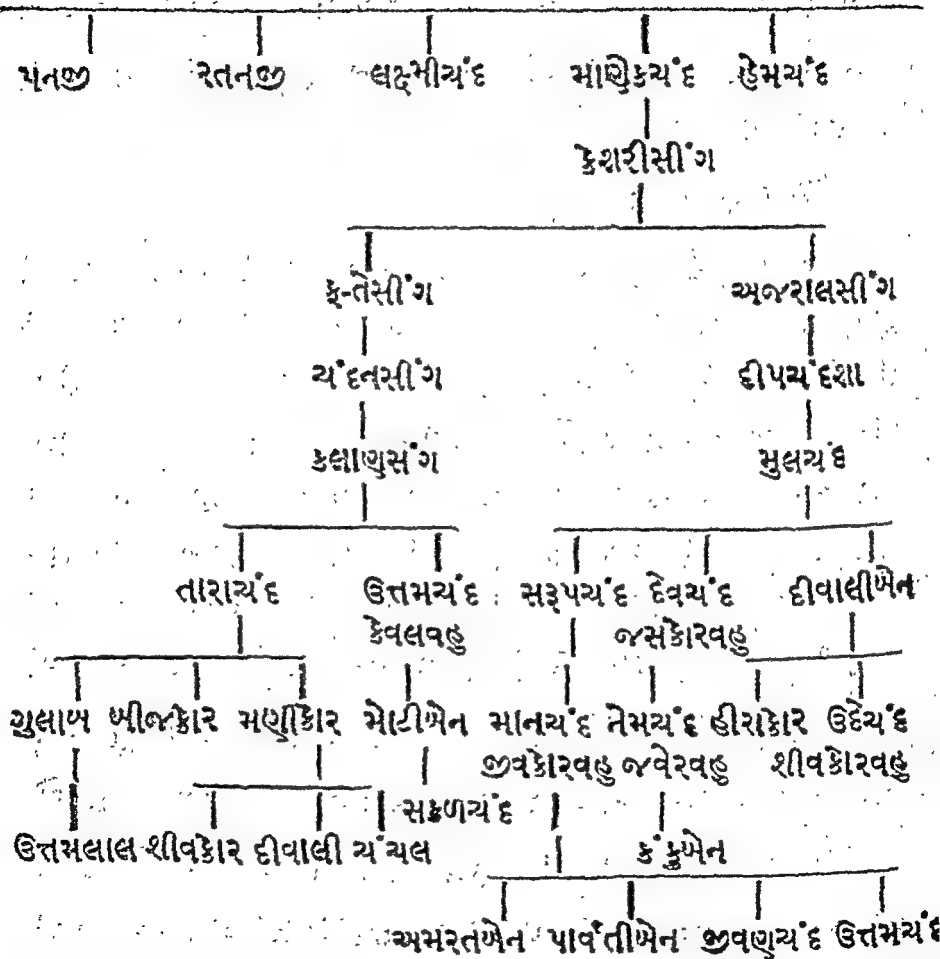 પનજી રતનજી લક્ષ્મીચંદ માણેકચંદ હેમચંદ
કેશરીસીંગ
ફતેસીંગ અજરાલસીંગ
ચંદનસીંગ દીપચંદશા
કલાણસંગ મુલચંદ
તારાચંદ ઉત્તમચંદ સરૂપચંદ દેવચંદ દીવાલીબેન
કેવલવહુ જસકોરવહુ
ગુલાબ બીજકોર મણીકોર મોટીબેન માનચંદ નેમચંદ હીરાકોર ઉદેચંદ
જીવકોરવહુ જવેરવહુ શીવકોરવહુ
સકળચંદ
ઉત્તમલાલ શીવકોર દીવાલી ચંચલ કંકુબેન
અમરતબેન પાર્વતીબેન જીવણચંદ ઉત્તમચંદ